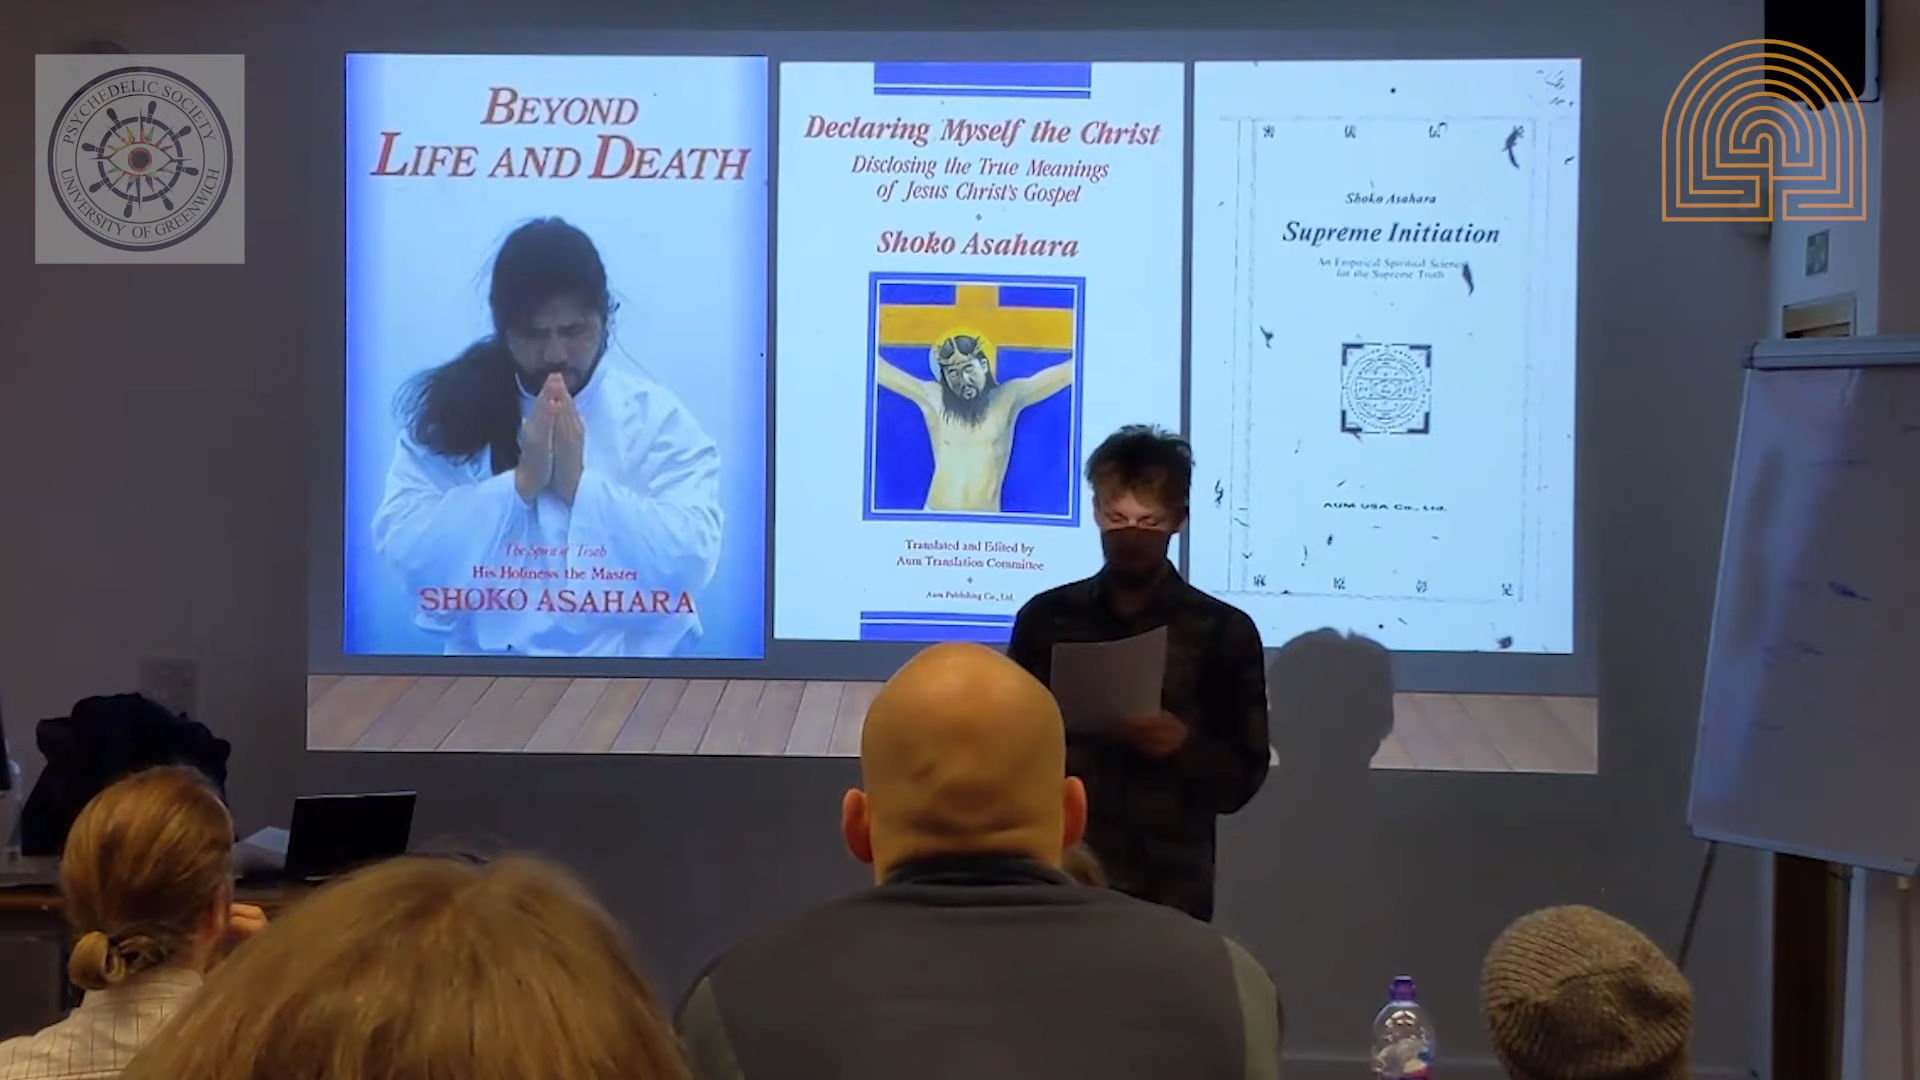 PSYCHEDELIC SOCIETY
UNIVERSITY OF GREENWICH
BEYOND
LIFE AND DEATH
The Spirit of Truth
His Holiness the Master
SHOKO ASAHARA
Declaring Myself the Christ
Disclosing the True Meanings
of Jesus Christ's Gospel
Shoko Asahara
Translated and Edited by
Aum Translation Committee
Aum Publishing Co., Ltd.
Shoko Asahara
Supreme Initiation
An Empirical Spiritual Science
for the Supreme Truth
AUM USA Co., Ltd.